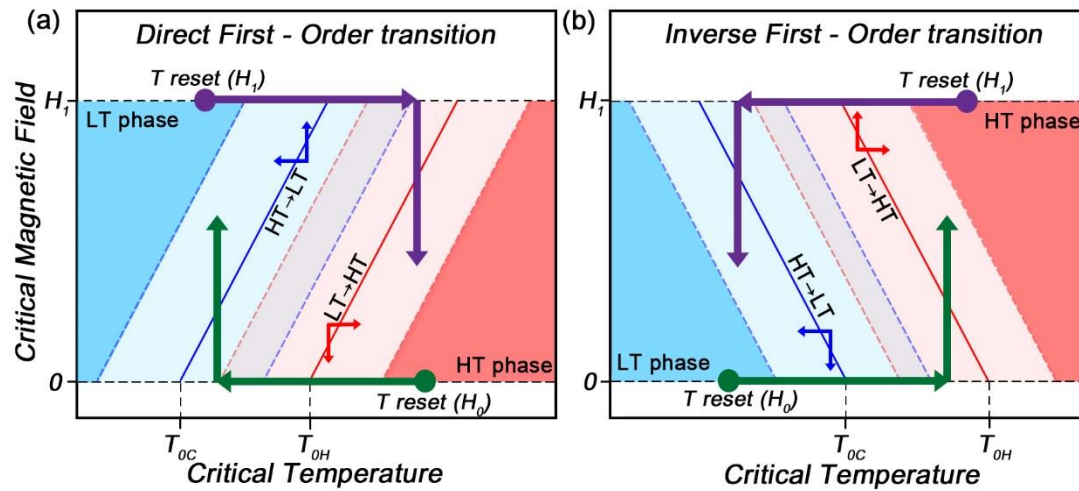 (a)
Direct First - Order transition
T reset (H₁)
H₁
LT phase
HT→LT
LT→HT
HT phase
T reset (H₀)
0
T₀C
T₀H
Critical Magnetic Field
Critical Temperature
(b)
Inverse First - Order transition
T reset (H₁)
HT phase
LT→HT
HT→LT
LT phase
T reset (H₀)
T₀C
T₀H
Critical Temperature